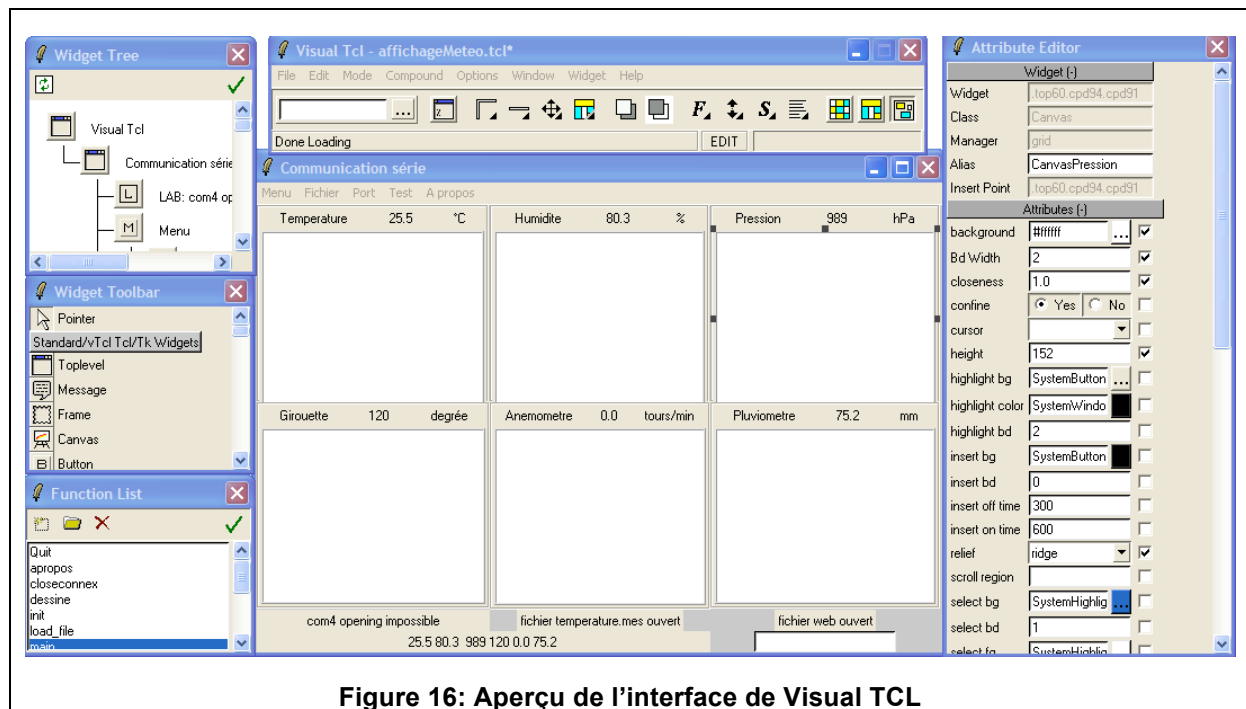 Widget Tree
Visual Tcl
Communication série
LAB: com4 op
Menu
Widget Toolbar
Pointer
Standard/vTcl Tcl/Tk Widgets
Toplevel
Message
Frame
Canvas
Button
Function List
Quit
apropos
closeconnex
dessine
init
load_file
main
Visual Tcl - affichageMeteo.tcl*
File Edit Mode Compound Options Window Widget Help
...
Done Loading EDIT
Communication série
Menu Fichier Port Test A propos
Temperature 25.5 °C Humidite 80.3 % Pression 989 hPa
Girouette 120 degrée Anemometre 0.0 tours/min Pluviometre 75.2 mm
com4 opening impossible fichier temperature.mes ouvert fichier web ouvert
25.5 80.3 989 120 0.0 75.2
Attribute Editor
Widget (-)
Widget .top60.cpd94.cpd91
Class Canvas
Manager grid
Alias CanvasPression
Insert Point .top60.cpd94.cpd91
Attributes (-)
background #ffffff ...
Bd Width 2
closeness 1.0
confine Yes No
cursor
height 152
highlight bg SystemButton ...
highlight color SystemWindo
highlight bd 2
insert bg SystemButton
insert bd 0
insert off time 300
insert on time 600
relief ridge
scroll region
select bg SystemHighlig ...
select bd 1
select fg SystemHighlig
Figure 16: Aperçu de l'interface de Visual TCL